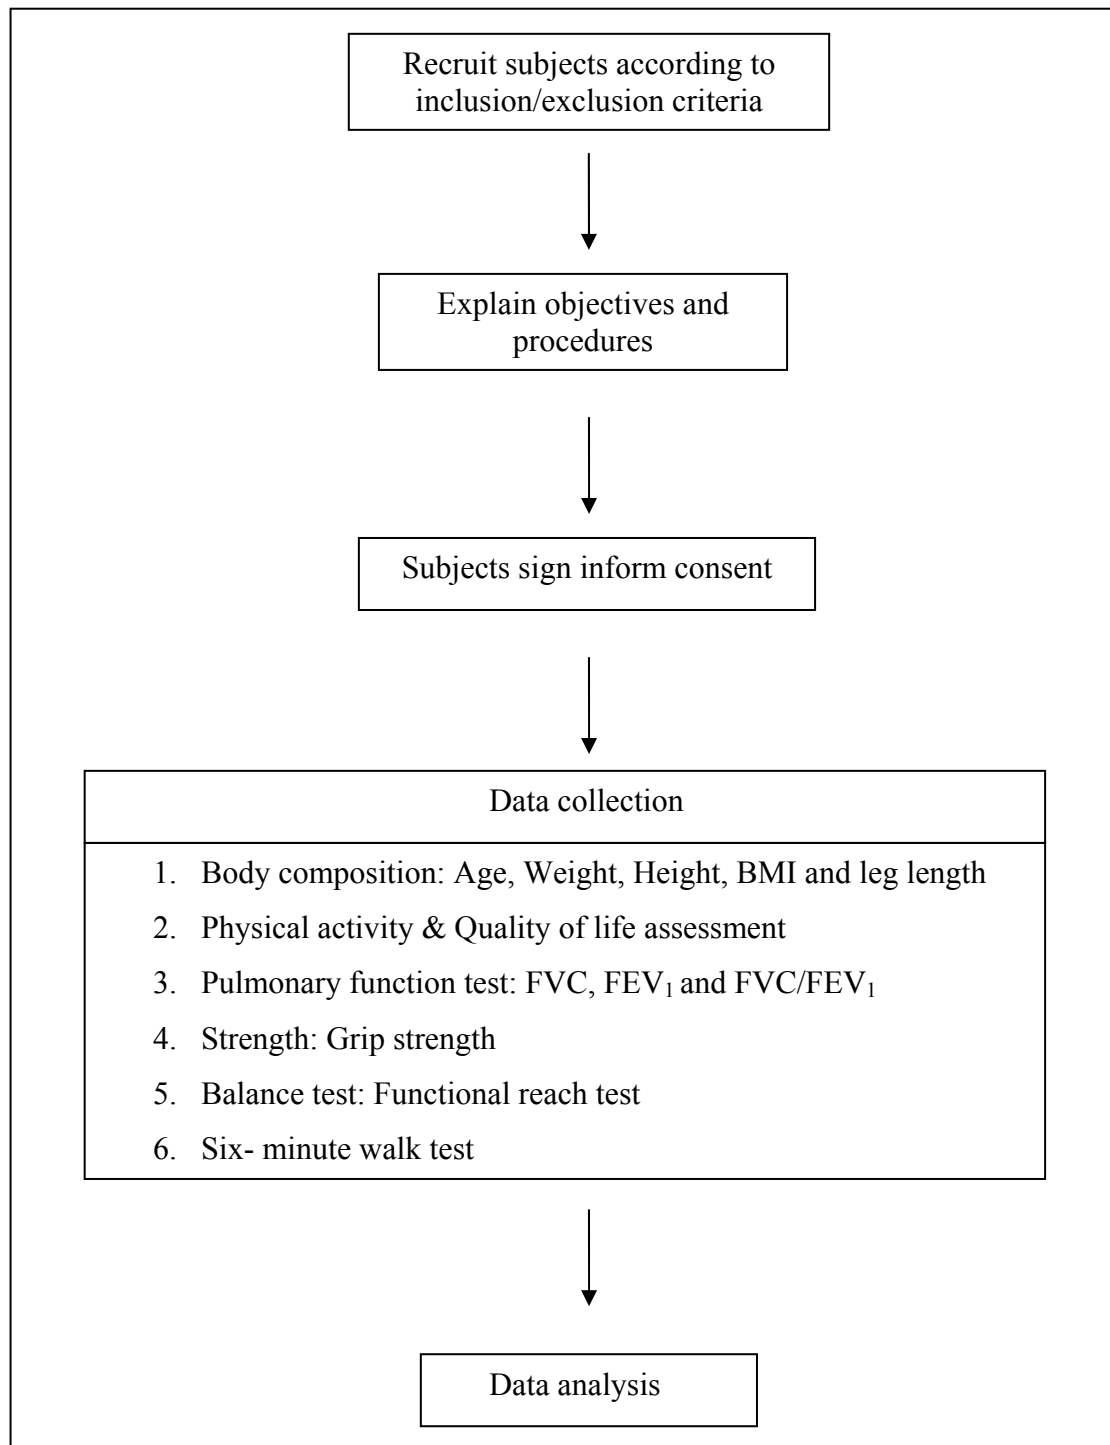 Recruit subjects according to
inclusion/exclusion criteria
Explain objectives and
procedures
Subjects sign inform consent
Data collection
1. Body composition: Age, Weight, Height, BMI and leg length
2. Physical activity & Quality of life assessment
3. Pulmonary function test: FVC, FEV₁ and FVC/FEV₁
4. Strength: Grip strength
5. Balance test: Functional reach test
6. Six- minute walk test
Data analysis